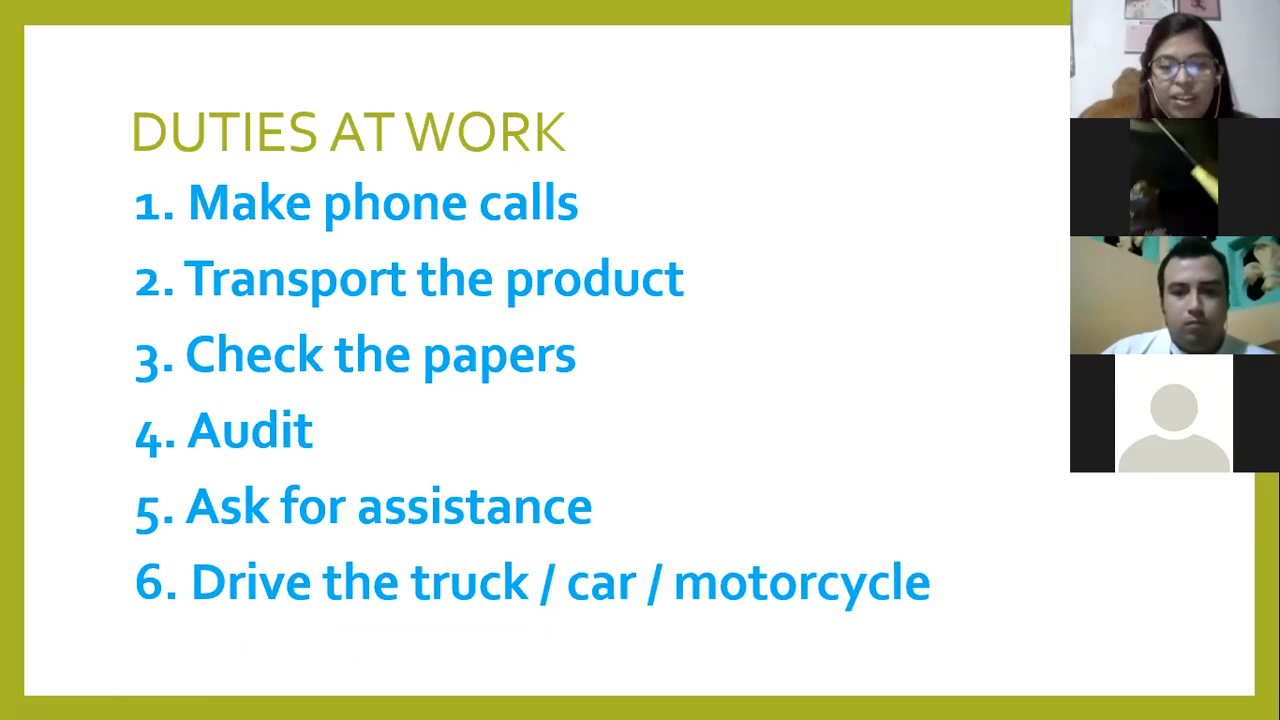 DUTIES AT WORK
1. Make phone calls
2. Transport the product
3. Check the papers
4. Audit
5. Ask for assistance
6. Drive the truck / car / motorcycle